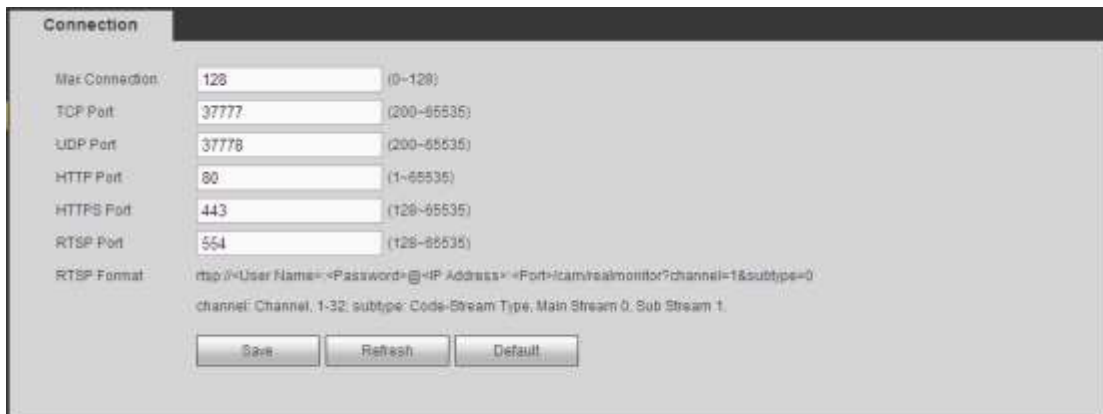 Connection
Max Connection 128 (0~128)
TCP Port 37777 (200~65535)
UDP Port 37778 (200~65535)
HTTP Port 80 (1~65535)
HTTPS Port 443 (128~65535)
RTSP Port 554 (128~65535)
RTSP Format rtsp://<User Name>:<Password>@<IP Address>:<Port>/cam/realmonitor?channel=1&subtype=0
channel: Channel, 1-32; subtype: Code-Stream Type, Main Stream 0, Sub Stream 1.
Save Refresh Default